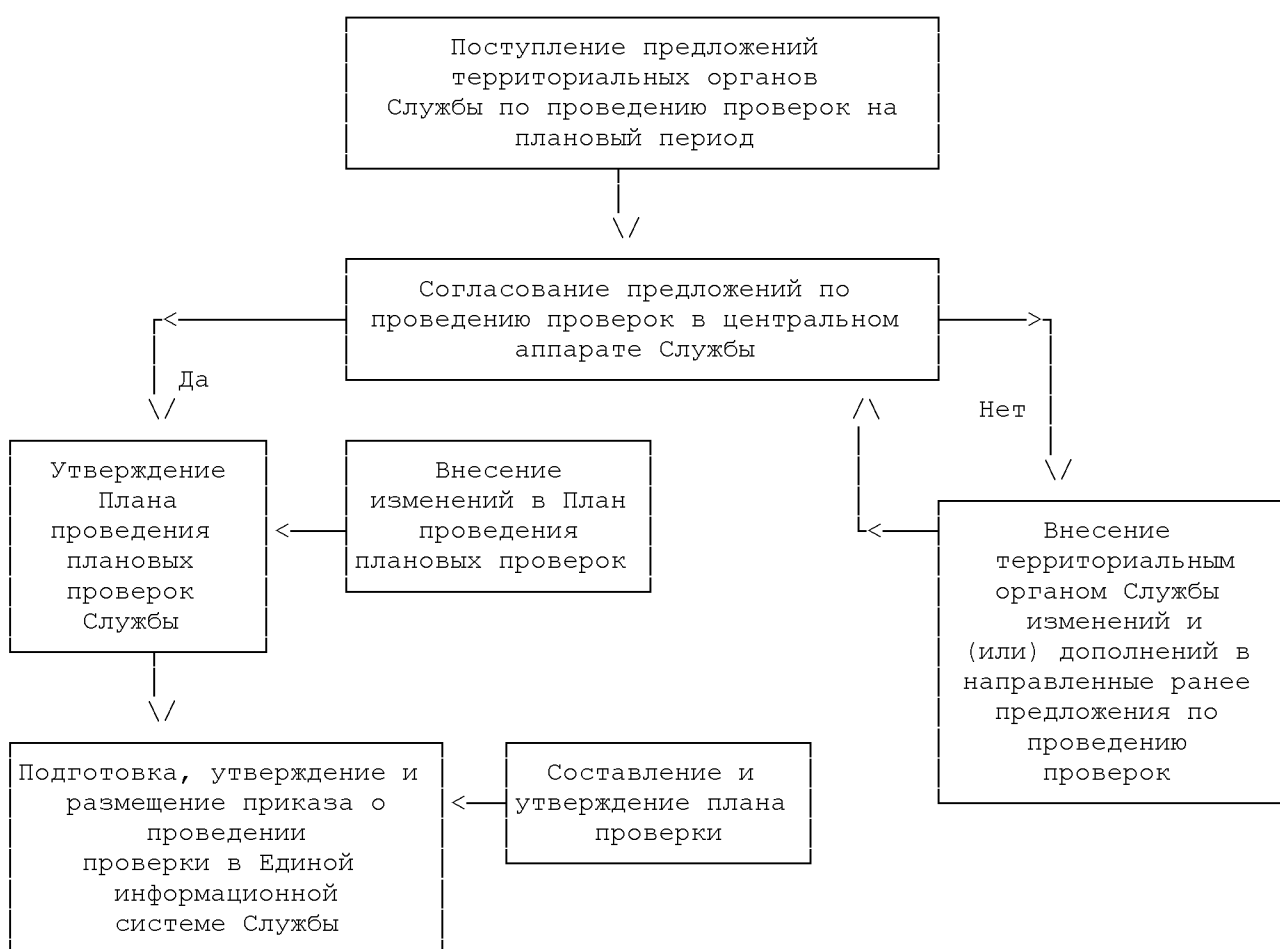 Поступление предложений
территориальных органов
Службы по проведению проверок на
плановый период
Согласование предложений по
проведению проверок в центральном
аппарате Службы
Да
Нет
Утверждение
Плана
проведения
плановых
проверок
Службы
Внесение
изменений в План
проведения
плановых проверок
Внесение
территориальным
органом Службы
изменений и
(или) дополнений в
направленные ранее
предложения по
проведению
проверок
Подготовка, утверждение и
размещение приказа о
проведении
проверки в Единой
информационной
системе Службы
Составление и
утверждение плана
проверки